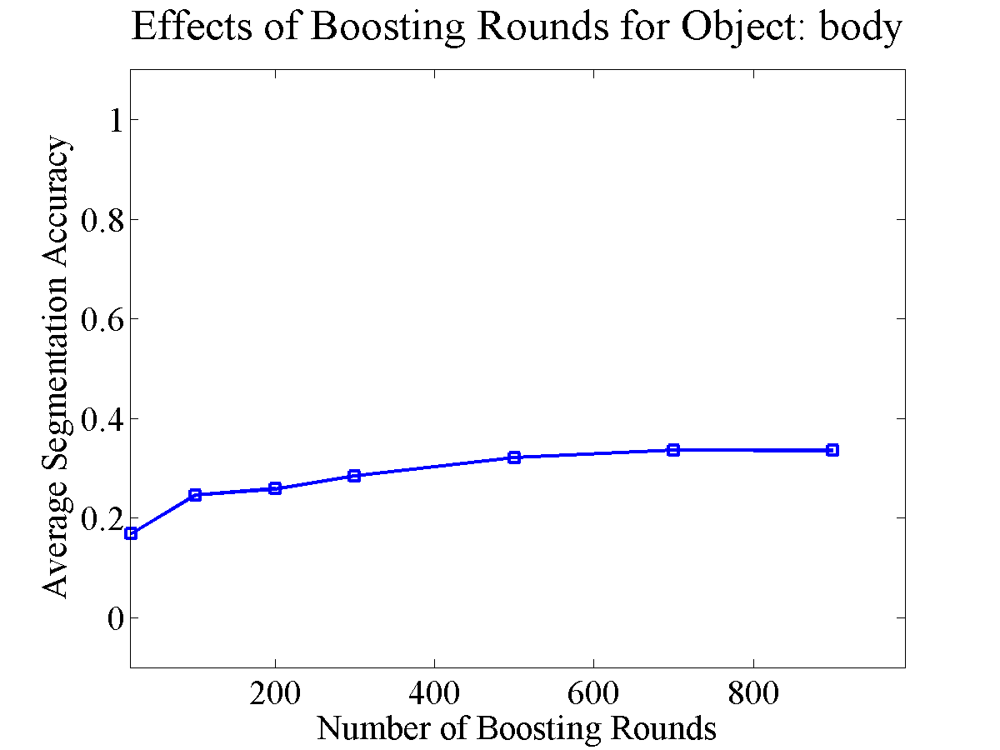 Effects of Boosting Rounds for Object: body
Average Segmentation Accuracy
1
0.8
0.6
0.4
0.2
0
200 400 600 800
Number of Boosting Rounds